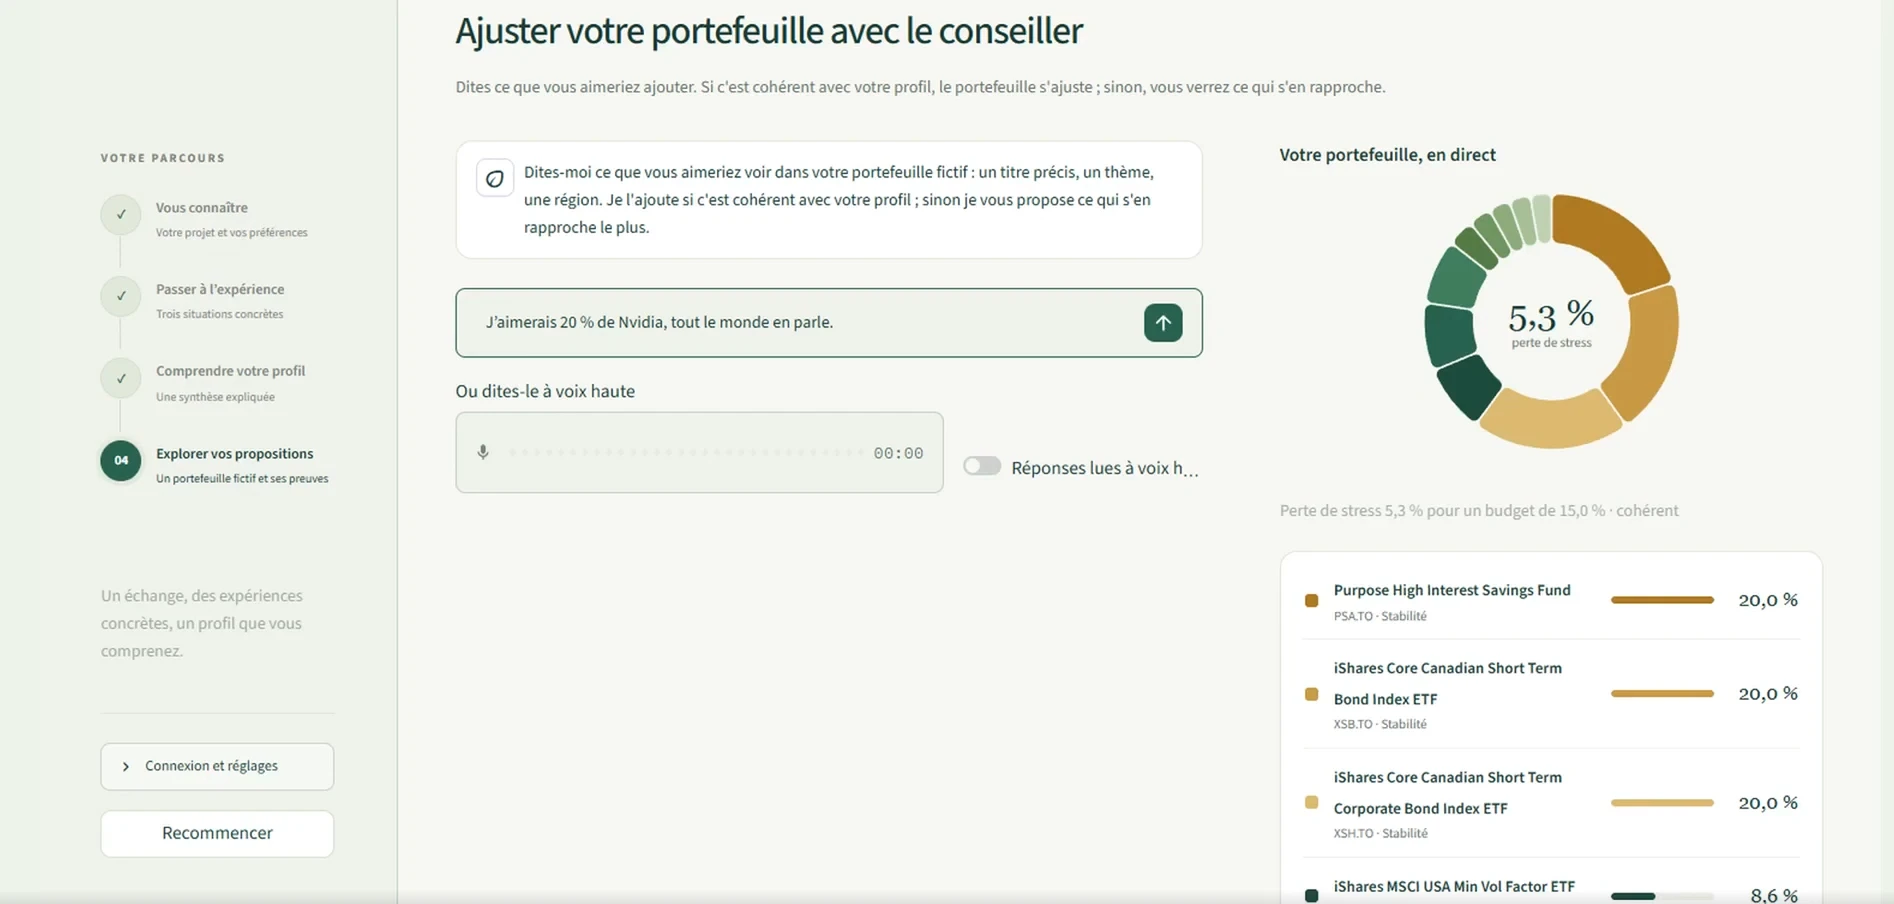 Ajuster votre portefeuille avec le conseiller
Dites ce que vous aimeriez ajouter. Si c'est cohérent avec votre profil, le portefeuille s'ajuste ; sinon, vous verrez ce qui s'en rapproche.
VOTRE PARCOURS
✓
Vous connaître
Votre projet et vos préférences
✓
Passer à l’expérience
Trois situations concrètes
✓
Comprendre votre profil
Une synthèse expliquée
04
Explorer vos propositions
Un portefeuille fictif et ses preuves
Un échange, des expériences
concrètes, un profil que vous
comprenez.
Connexion et réglages
Recommencer
Dites-moi ce que vous aimeriez voir dans votre portefeuille fictif : un titre précis, un thème,
une région. Je l'ajoute si c'est cohérent avec votre profil ; sinon je vous propose ce qui s'en
rapproche le plus.
J’aimerais 20 % de Nvidia, tout le monde en parle.
Ou dites-le à voix haute
00:00
Réponses lues à voix h…
Votre portefeuille, en direct
5,3 %
perte de stress
Perte de stress 5,3 % pour un budget de 15,0 % · cohérent
Purpose High Interest Savings Fund
PSA.TO · Stabilité
20,0 %
iShares Core Canadian Short Term
Bond Index ETF
XSB.TO · Stabilité
20,0 %
iShares Core Canadian Short Term
Corporate Bond Index ETF
XSH.TO · Stabilité
20,0 %
iShares MSCI USA Min Vol Factor ETF
8,6 %